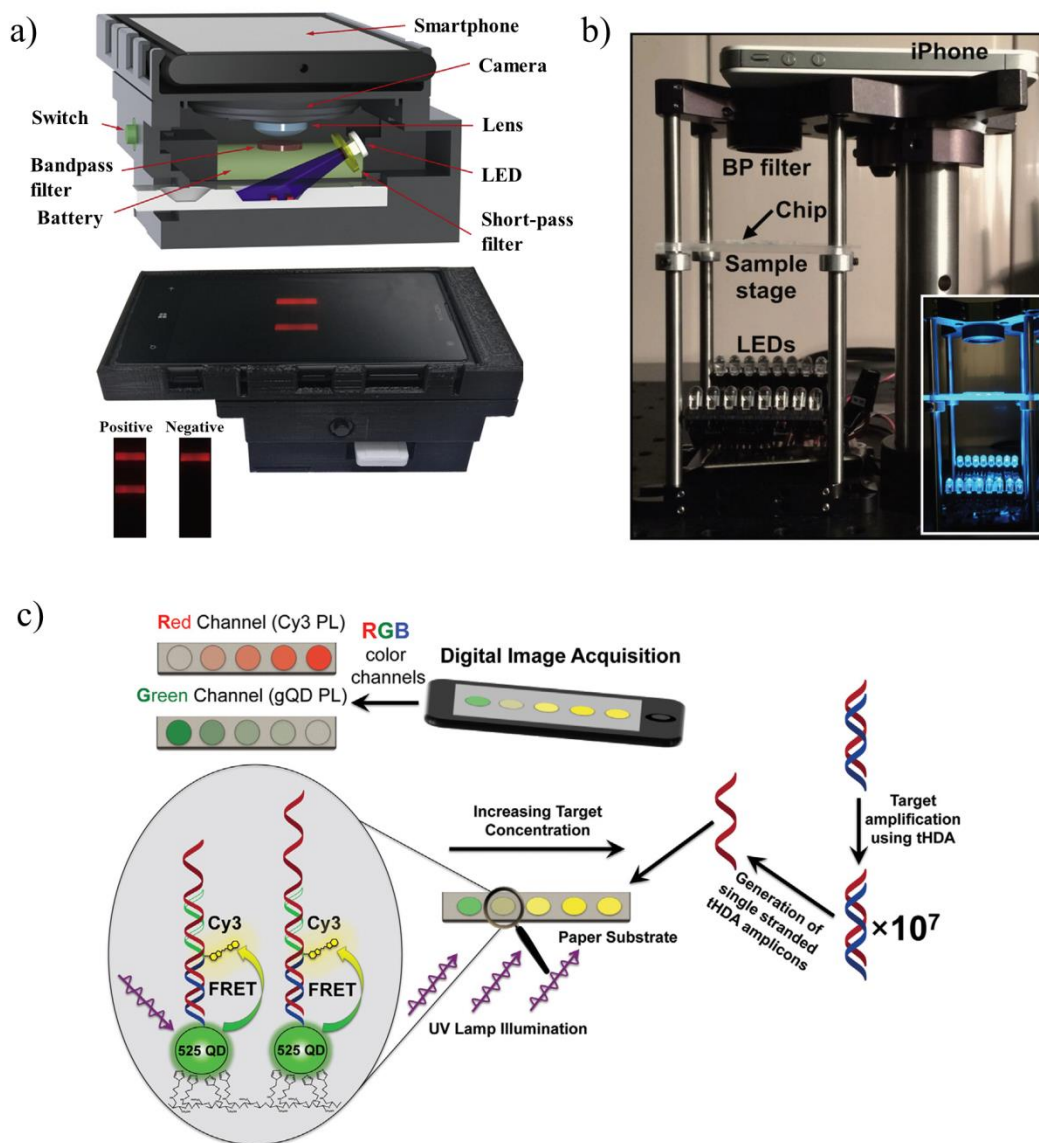 a)
Smartphone
Camera
Switch
Lens
Bandpass
filter
LED
Battery
Short-pass
filter
Positive Negative
b)
iPhone
BP filter
Chip
Sample
stage
LEDs
c)
Red Channel (Cy3 PL)
Green Channel (gQD PL)
RGB
color
channels
Digital Image Acquisition
Increasing Target
Concentration
Target
amplification
using tHDA
Generation of
single stranded
tHDA amplicons
×10⁷
Paper Substrate
UV Lamp Illumination
Cy3
Cy3
FRET
FRET
525 QD
525 QD